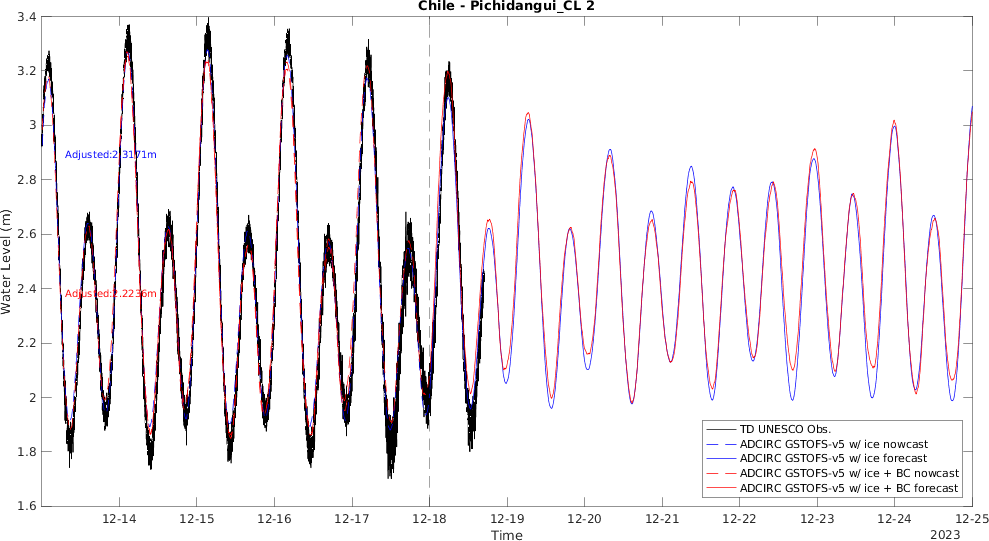 Chile - Pichidangui_CL 2
3.4
3.2
3
2.8
2.6
2.4
2.2
2
1.8
1.6
Water Level (m)
Adjusted:2.3171m
Adjusted:2.2236m
TD UNESCO Obs.
ADCIRC GSTOFS-v5 w/ ice nowcast
ADCIRC GSTOFS-v5 w/ ice forecast
ADCIRC GSTOFS-v5 w/ ice + BC nowcast
ADCIRC GSTOFS-v5 w/ ice + BC forecast
12-14 12-15 12-16 12-17 12-18 12-19 12-20 12-21 12-22 12-23 12-24 12-25
Time
2023